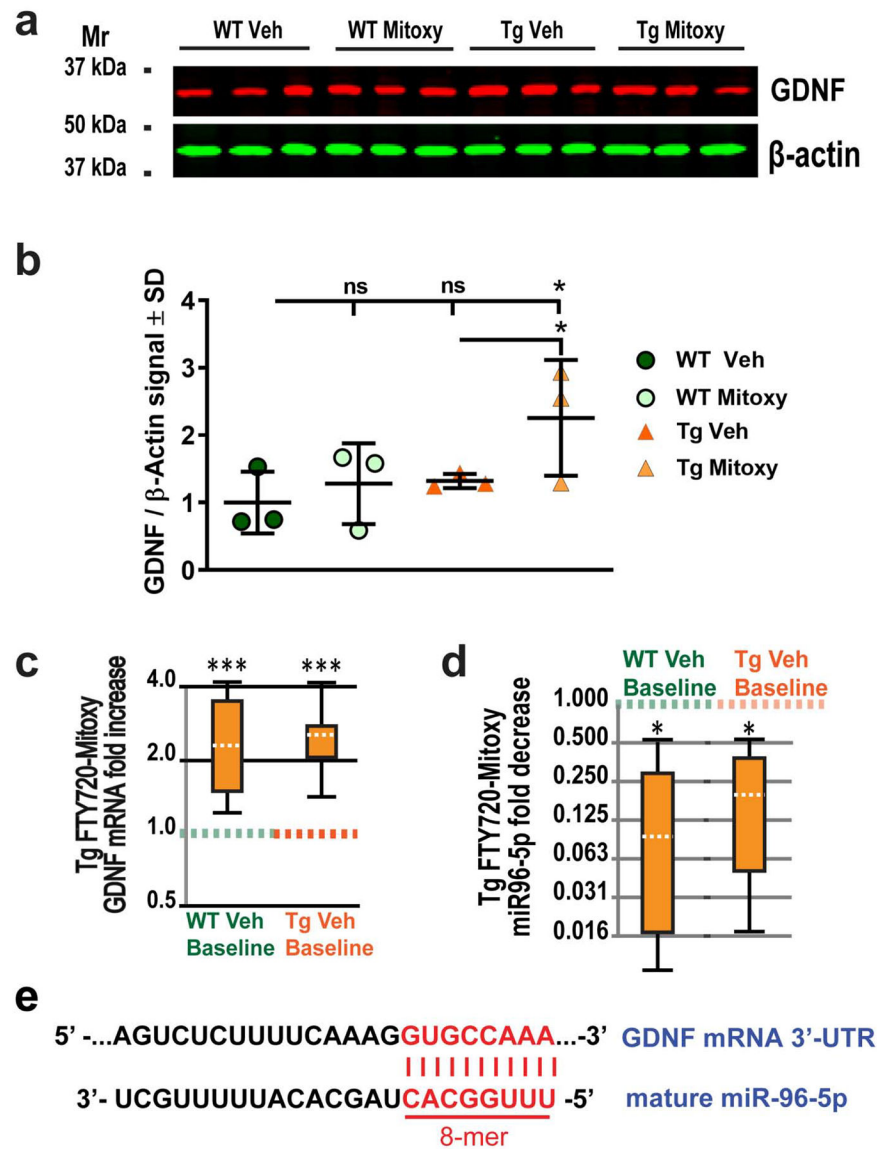 a
Mr
WT Veh WT Mitoxy Tg Veh Tg Mitoxy
37 kDa
GDNF
50 kDa
β-actin
37 kDa
b
GDNF / β-Actin signal ± SD
4
3
2
1
0
ns ns *
*
WT Veh
WT Mitoxy
Tg Veh
Tg Mitoxy
c
Tg FTY720-Mitoxy
GDNF mRNA fold increase
4.0
2.0
1.0
0.5
*** ***
WT Veh Tg Veh
Baseline Baseline
d
WT Veh Tg Veh
Baseline Baseline
Tg FTY720-Mitoxy
miR96-5p fold decrease
1.000
0.500
0.250
0.125
0.063
0.031
0.016
* *
e
5’ -...AGUCUCUUUUCAAAGGUGCCAAA...-3’ GDNF mRNA 3’-UTR
3’- UCGUUUUUACACGAUCACGGUUU -5’ mature miR-96-5p
8-mer